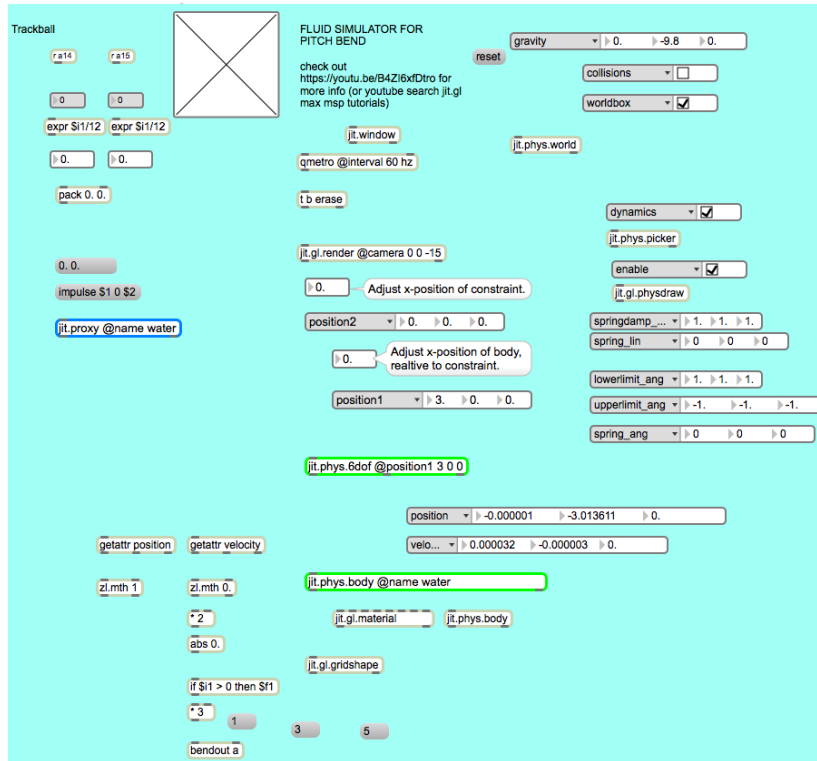 Trackball
r a14
r a15
0
0
expr $i1/12
expr $i1/12
0.
0.
pack 0. 0.
0. 0.
impulse $1 0 $2
jit.proxy @name water
FLUID SIMULATOR FOR
PITCH BEND
check out
https://youtu.be/B4ZI6xfDtro for
more info (or youtube search jit.gl
max msp tutorials)
jit.window
qmetro @interval 60 hz
t b erase
jit.gl.render @camera 0 0 -15
0.
Adjust x-position of constraint.
position2 0. 0. 0.
0.
Adjust x-position of body,
realtive to constraint.
position1 3. 0. 0.
jit.phys.6dof @position1 3 0 0
reset
gravity 0. -9.8 0.
collisions
worldbox
jit.phys.world
dynamics
jit.phys.picker
enable
jit.gl.physdraw
springdamp_... 1. 1. 1.
spring_lin 0 0 0
lowerlimit_ang 1. 1. 1.
upperlimit_ang -1. -1. -1.
spring_ang 0 0 0
position -0.000001 -3.013611 0.
velo... 0.000032 -0.000003 0.
getattr position
getattr velocity
jit.phys.body @name water
zl.mth 1
zl.mth 0.
* 2
jit.gl.material
jit.phys.body
abs 0.
jit.gl.gridshape
if $i1 > 0 then $f1
* 3
1
3
5
bendout a